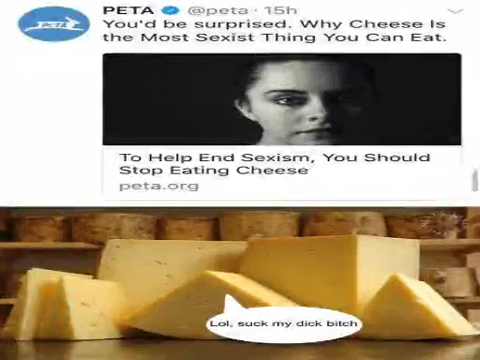 PETA @peta · 15h
You'd be surprised. Why Cheese Is
the Most Sexist Thing You Can Eat.
PETA
To Help End Sexism, You Should
Stop Eating Cheese
peta.org
Lol, suck my dick bitch